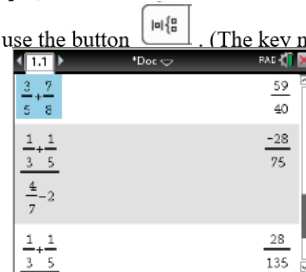 use the button |▫|{⁚ . (The key n
1.1 *Doc RAD
3/5+7/8 59/40
(1/3+1/5)/(4/7-2) -28/75
1/3+1/5 28/135